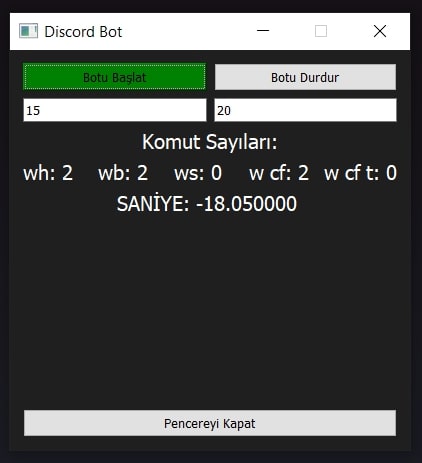 Discord Bot
Botu Başlat Botu Durdur
15 20
Komut Sayıları:
wh: 2 wb: 2 ws: 0 w cf: 2 w cf t: 0
SANİYE: -18.050000
Pencereyi Kapat